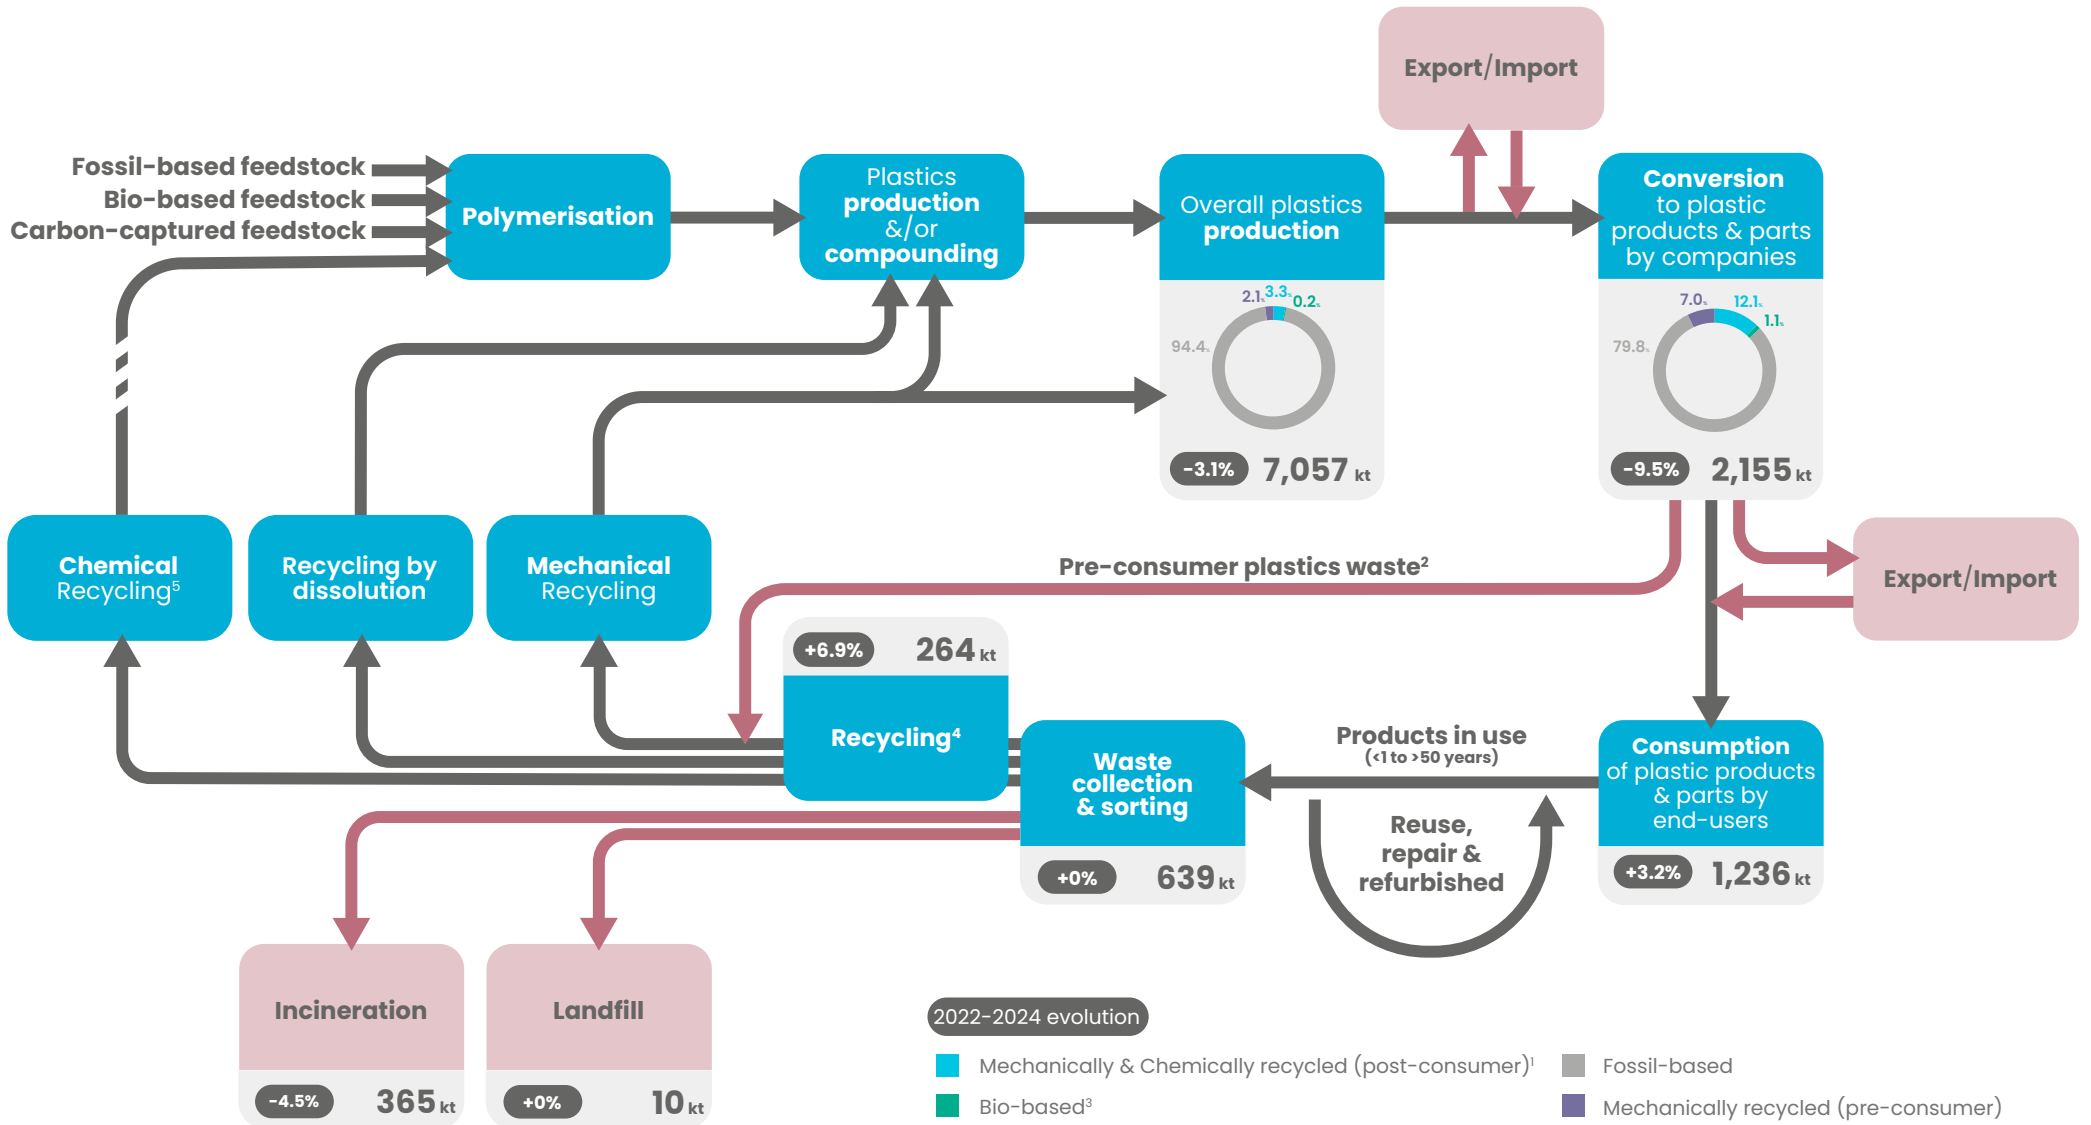 Export/Import
Fossil-based feedstock
Bio-based feedstock
Carbon-captured feedstock
Polymerisation
Plastics
production
&/or
compounding
Overall plastics
production
Conversion
to plastic
products & parts
by companies
2.1%
3.3%
0.2%
94.4%
-3.1%
7,057 kt
7.0%
12.1%
1.1%
79.8%
-9.5%
2,155 kt
Chemical
Recycling⁵
Recycling by
dissolution
Mechanical
Recycling
Pre-consumer plastics waste²
Export/Import
+6.9%
264 kt
Recycling⁴
Waste
collection
& sorting
+0%
639 kt
Products in use
(<1 to >50 years)
Reuse,
repair &
refurbished
Consumption
of plastic products
& parts by
end-users
+3.2%
1,236 kt
Incineration
-4.5%
365 kt
Landfill
+0%
10 kt
2022-2024 evolution
Mechanically & Chemically recycled (post-consumer)¹
Fossil-based
Bio-based³
Mechanically recycled (pre-consumer)